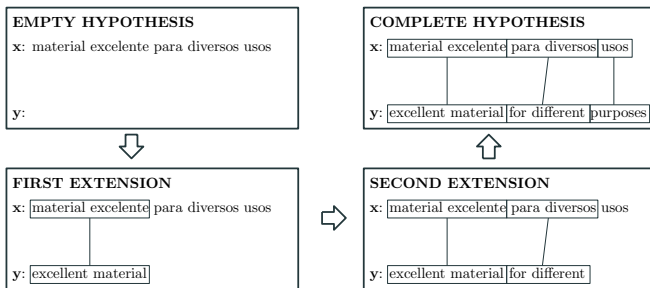 EMPTY HYPOTHESIS
x: material excelente para diversos usos
y:
FIRST EXTENSION
x: material excelente para diversos usos
y: excellent material
SECOND EXTENSION
x: material excelente para diversos usos
y: excellent material for different
COMPLETE HYPOTHESIS
x: material excelente para diversos usos
y: excellent material for different purposes